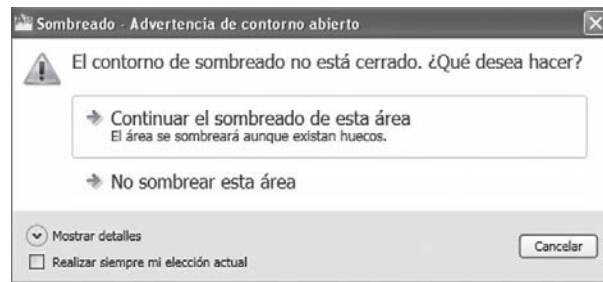 Sombreado - Advertencia de contorno abierto
El contorno de sombreado no está cerrado. ¿Qué desea hacer?
Continuar el sombreado de esta área
El área se sombreará aunque existan huecos.
No sombrear esta área
Mostrar detalles
Realizar siempre mi elección actual
Cancelar